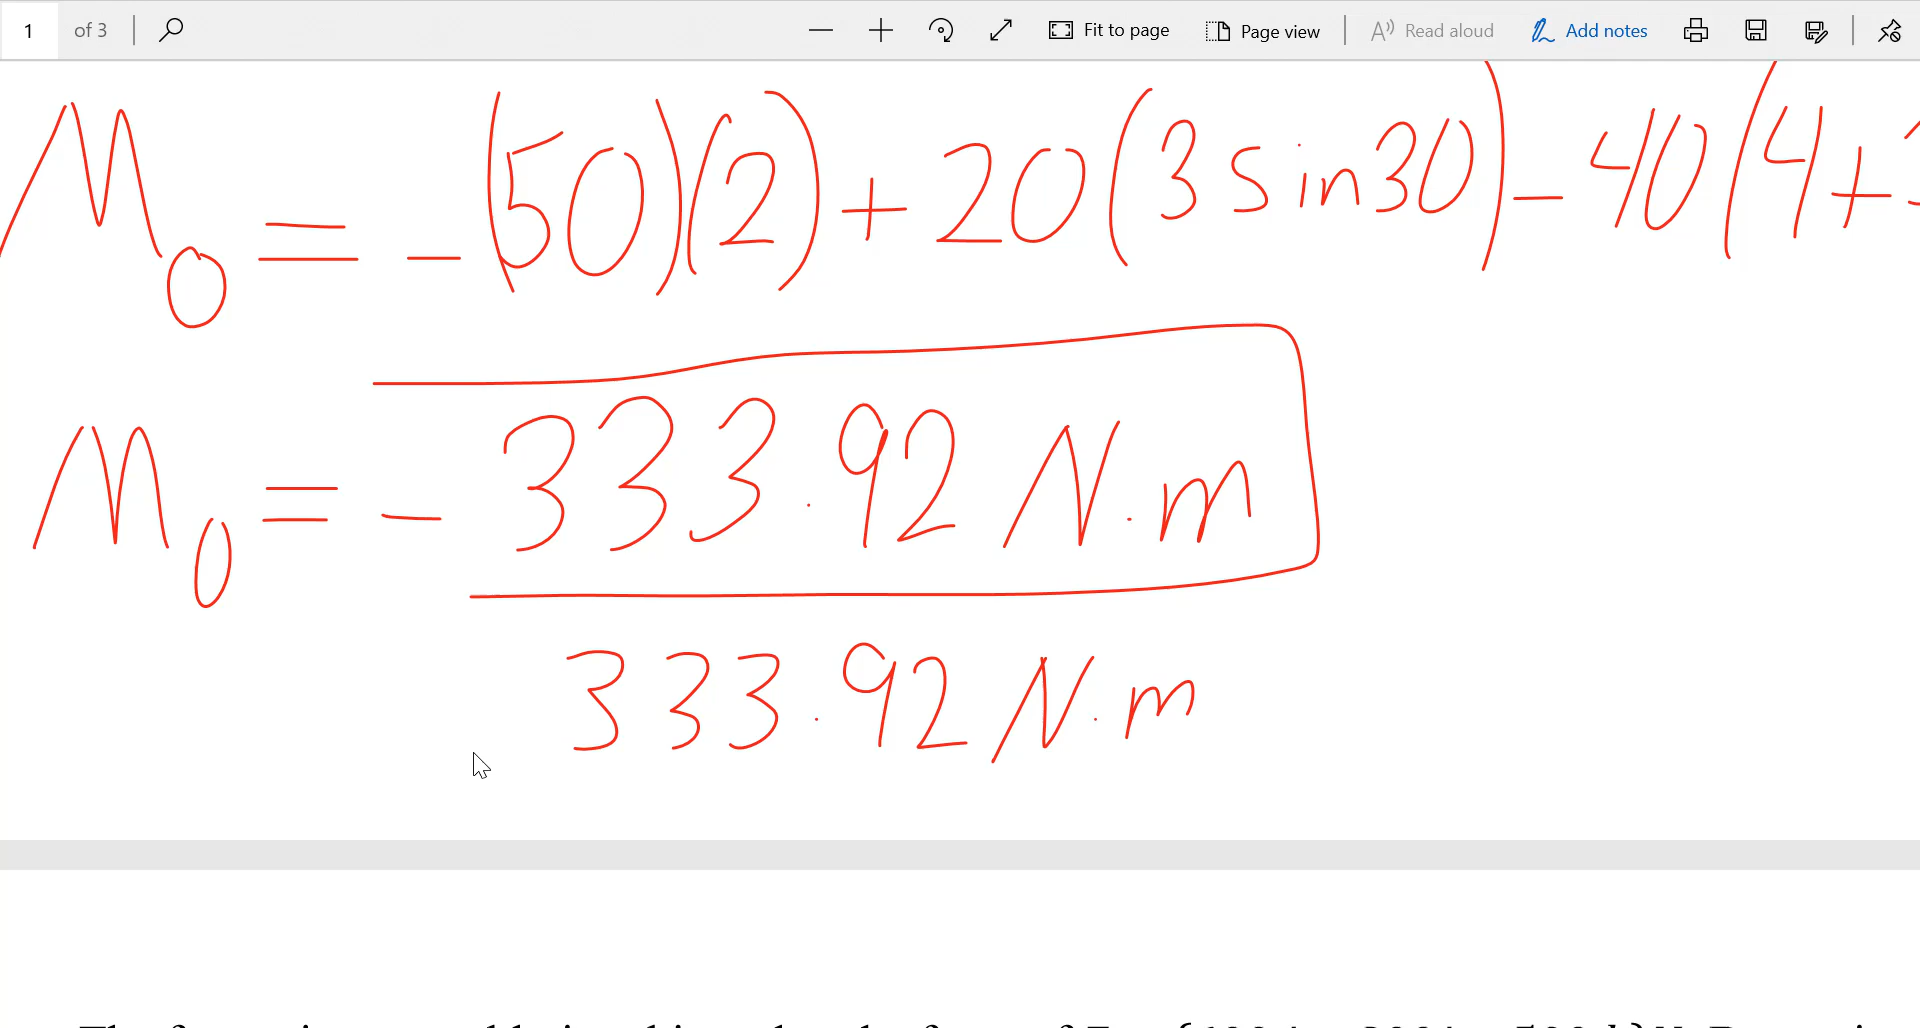 1 of 3 Fit to page Page view Read aloud Add notes
M₀ = -(50)(2) + 20(3 sin30) - 40(4+
M₀ = -333.92 N·m
333.92 N·m